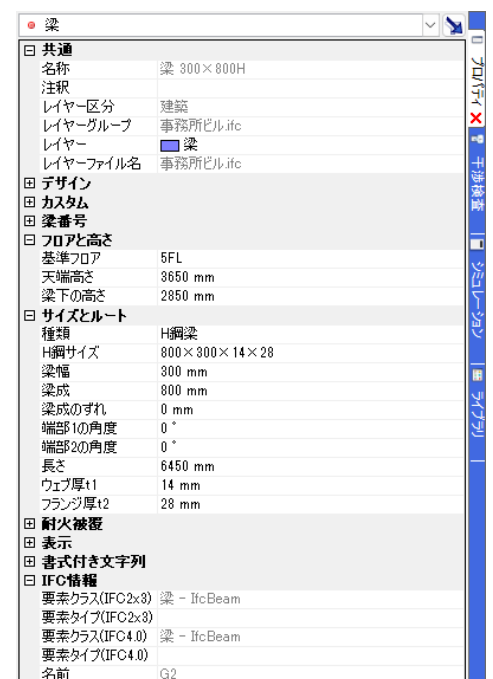 梁
共通
名称 梁 300×800H
注釈
レイヤー区分 建築
レイヤーグループ 事務所ビル.ifc
レイヤー 梁
レイヤーファイル名 事務所ビル.ifc
デザイン
カスタム
梁番号
フロアと高さ
基準フロア 5FL
天端高さ 3650 mm
梁下の高さ 2850 mm
サイズとルート
種類 H鋼梁
H鋼サイズ 800×300×14×28
梁幅 300 mm
梁成 800 mm
梁成のずれ 0 mm
端部1の角度 0 °
端部2の角度 0 °
長さ 6450 mm
ウェブ厚t1 14 mm
フランジ厚t2 28 mm
耐火被覆
表示
書式付き文字列
IFC情報
要素クラス(IFC2x3) 梁 - IfcBeam
要素タイプ(IFC2x3)
要素クラス(IFC4.0) 梁 - IfcBeam
要素タイプ(IFC4.0)
名前 G2
プロパティ
干渉検査
シミュレーション
ライブラリ